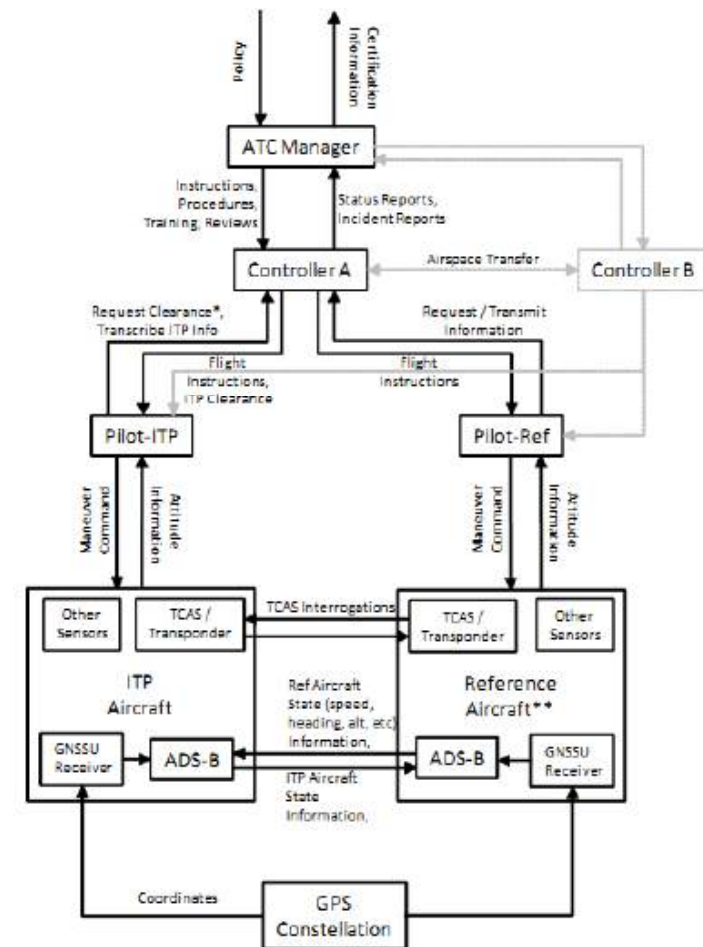 Policy
Certification
Information
ATC Manager
Instructions,
Procedures,
Training, Reviews
Status Reports,
Incident Reports
Controller A
Airspace Transfer
Controller B
Request Clearance*,
Transcribe ITP Info
Request / Transmit
Information
Flight
Instructions,
ITP Clearance
Flight
Instructions
Pilot-ITP
Pilot-Ref
Maneuver
Command
Attitude
Information
Maneuver
Command
Attitude
Information
Other
Sensors
TCAS /
Transponder
TCAS Interrogations
TCAS /
Transponder
Other
Sensors
ITP
Aircraft
Ref Aircraft
State (speed,
heading, alt, etc)
Information,
Reference
Aircraft**
GNSSU
Receiver
ADS-B
ADS-B
GNSSU
Receiver
ITP Aircraft
State
Information,
Coordinates
GPS
Constellation